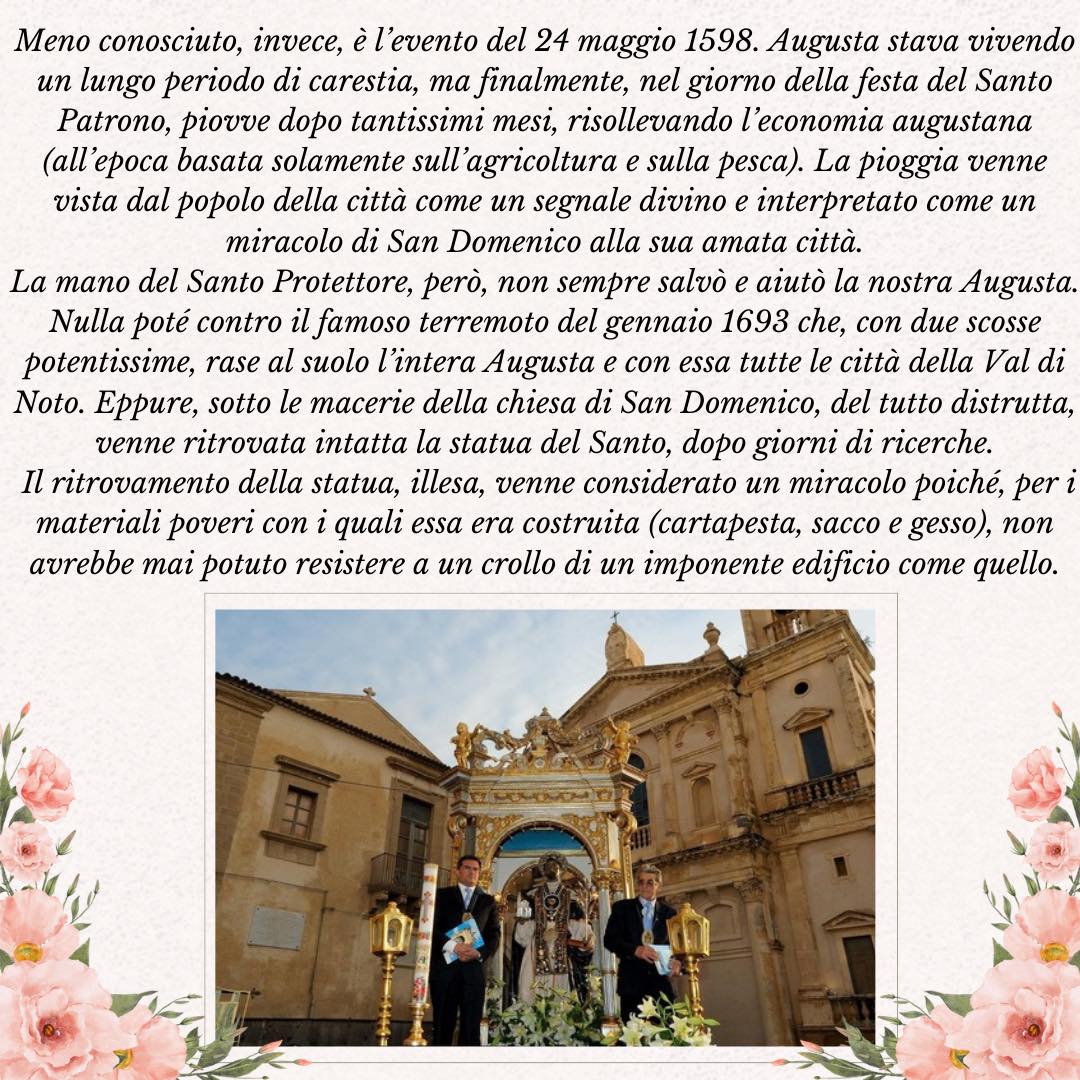 Meno conosciuto, invece, è l’evento del 24 maggio 1598. Augusta stava vivendo
un lungo periodo di carestia, ma finalmente, nel giorno della festa del Santo
Patrono, piovve dopo tantissimi mesi, risollevando l’economia augustana
(all’epoca basata solamente sull’agricoltura e sulla pesca). La pioggia venne
vista dal popolo della città come un segnale divino e interpretato come un
miracolo di San Domenico alla sua amata città.
La mano del Santo Protettore, però, non sempre salvò e aiutò la nostra Augusta.
Nulla poté contro il famoso terremoto del gennaio 1693 che, con due scosse
potentissime, rase al suolo l’intera Augusta e con essa tutte le città della Val di
Noto. Eppure, sotto le macerie della chiesa di San Domenico, del tutto distrutta,
venne ritrovata intatta la statua del Santo, dopo giorni di ricerche.
Il ritrovamento della statua, illesa, venne considerato un miracolo poiché, per i
materiali poveri con i quali essa era costruita (cartapesta, sacco e gesso), non
avrebbe mai potuto resistere a un crollo di un imponente edificio come quello.